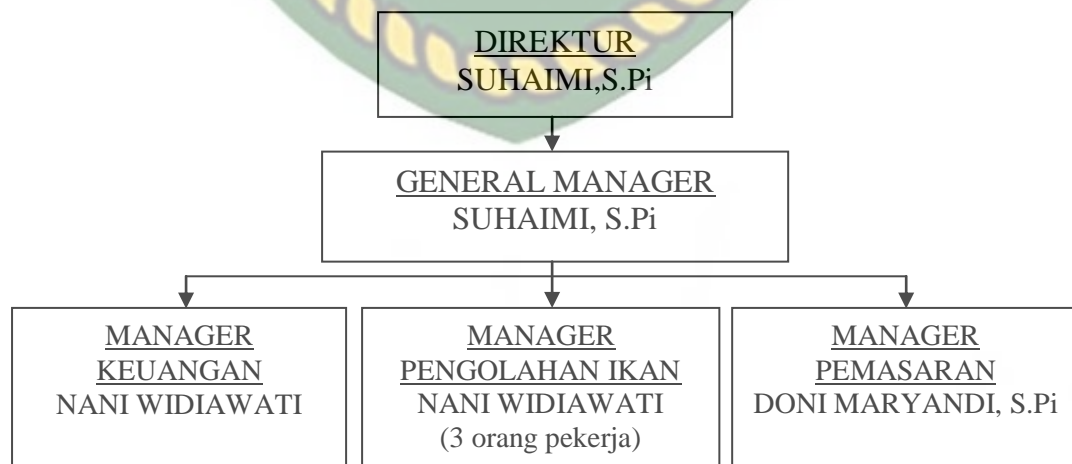 DIREKTUR
SUHAIMI,S.Pi
GENERAL MANAGER
SUHAIMI, S.Pi
MANAGER
KEUANGAN
NANI WIDIAWATI
MANAGER
PENGOLAHAN IKAN
NANI WIDIAWATI
(3 orang pekerja)
MANAGER
PEMASARAN
DONI MARYANDI, S.Pi